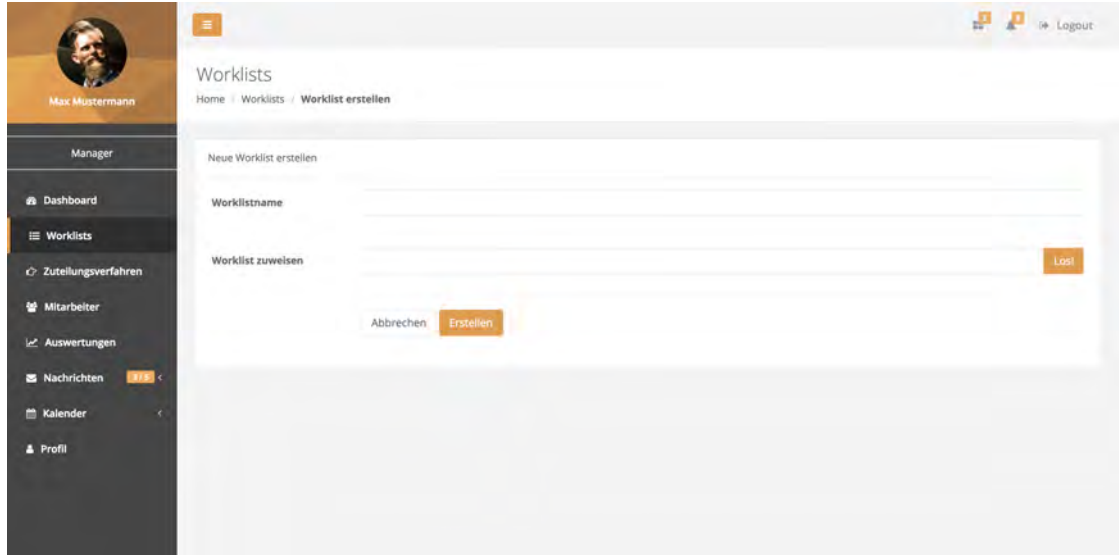 Max Mustermann
Manager
Dashboard
Worklists
Zuteilungsverfahren
Mitarbeiter
Auswertungen
Nachrichten
Kalender
Profil
Logout
Worklists
Home / Worklists / Worklist erstellen
Neue Worklist erstellen
Worklistname
Worklist zuweisen Los!
Abbrechen Erstellen